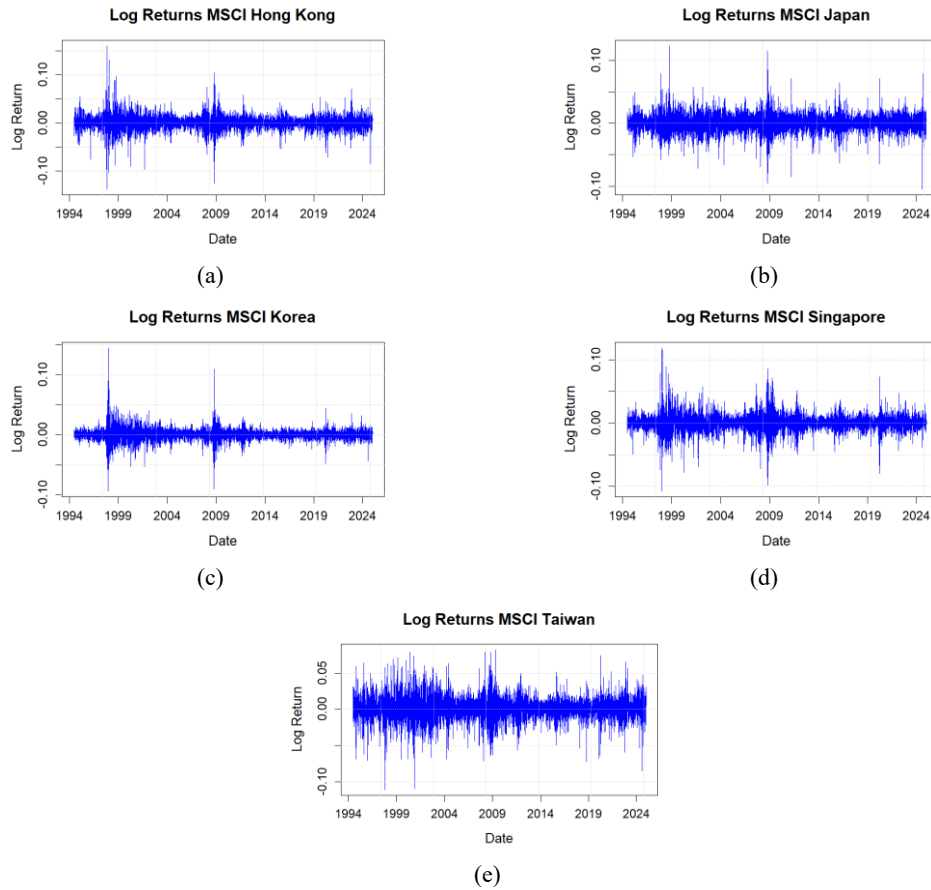 Log Returns MSCI Hong Kong
Log Return
0.10
0.00
-0.10
1994 1999 2004 2009 2014 2019 2024
Date
(a)
Log Returns MSCI Japan
Log Return
0.10
0.00
-0.10
1994 1999 2004 2009 2014 2019 2024
Date
(b)
Log Returns MSCI Korea
Log Return
0.10
0.00
-0.10
1994 1999 2004 2009 2014 2019 2024
Date
(c)
Log Returns MSCI Singapore
Log Return
0.10
0.00
-0.10
1994 1999 2004 2009 2014 2019 2024
Date
(d)
Log Returns MSCI Taiwan
Log Return
0.05
0.00
-0.10
1994 1999 2004 2009 2014 2019 2024
Date
(e)